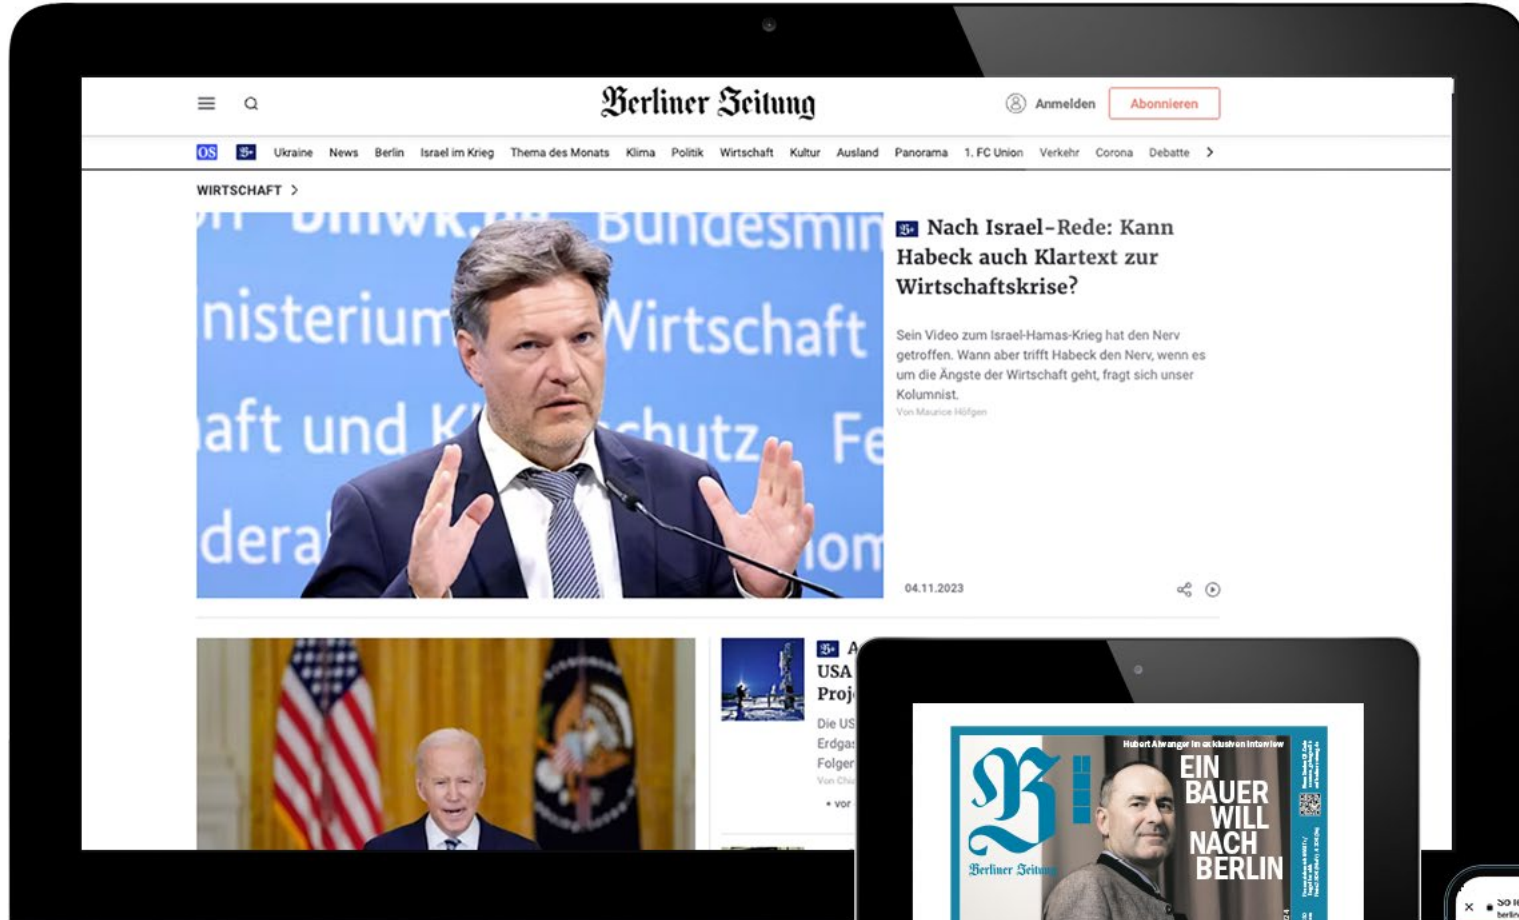 Berliner Zeitung
Anmelden
Abonnieren
OS B+ Ukraine News Berlin Israel im Krieg Thema des Monats Klima Politik Wirtschaft Kultur Ausland Panorama 1. FC Union Verkehr Corona Debatte >
WIRTSCHAFT >
Bundesmin
nisterium Wirtschaft
aft und K chutz Fe
dera nom
B+ Nach Israel-Rede: Kann
Habeck auch Klartext zur
Wirtschaftskrise?
Sein Video zum Israel-Hamas-Krieg hat den Nerv
getroffen. Wann aber trifft Habeck den Nerv, wenn es
um die Ängste der Wirtschaft geht, fragt sich unser
Kolumnist.
Von Maurice Höfgen
04.11.2023
B+ A
USA
Proj
Die US
Erdgas
Folger
Von Chi
• vor
Hubert Aiwanger im exklusiven Interview
EIN
BAUER
WILL
NACH
BERLIN
B
Berliner Zeitung